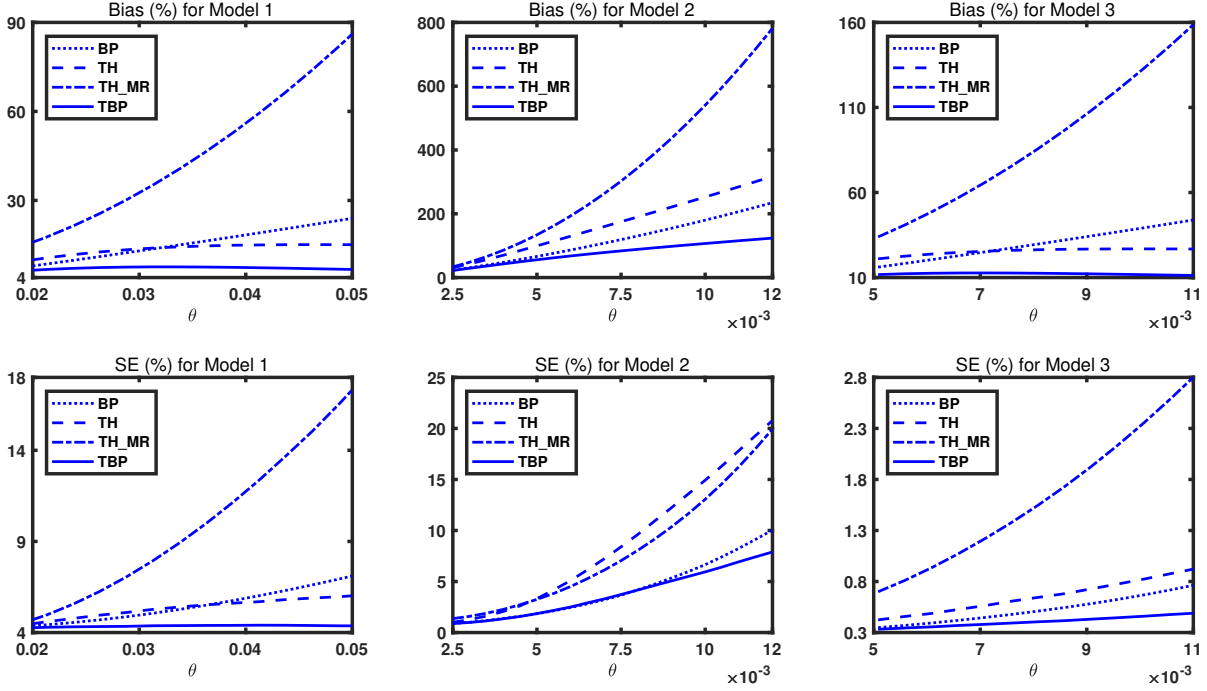 Bias (%) for Model 1
90
60
30
4
BP
TH
TH_MR
TBP
0.02
0.03
0.04
0.05
θ
Bias (%) for Model 2
800
600
400
200
0
BP
TH
TH_MR
TBP
2.5
5
7.5
10
12
θ
×10-3
Bias (%) for Model 3
160
110
60
10
BP
TH
TH_MR
TBP
5
7
9
11
θ
×10-3
SE (%) for Model 1
18
14
9
4
BP
TH
TH_MR
TBP
0.02
0.03
0.04
0.05
θ
SE (%) for Model 2
25
20
15
10
5
0
BP
TH
TH_MR
TBP
2.5
5
7.5
10
12
θ
×10-3
SE (%) for Model 3
2.8
2.3
1.8
1.3
0.8
0.3
BP
TH
TH_MR
TBP
5
7
9
11
θ
×10-3